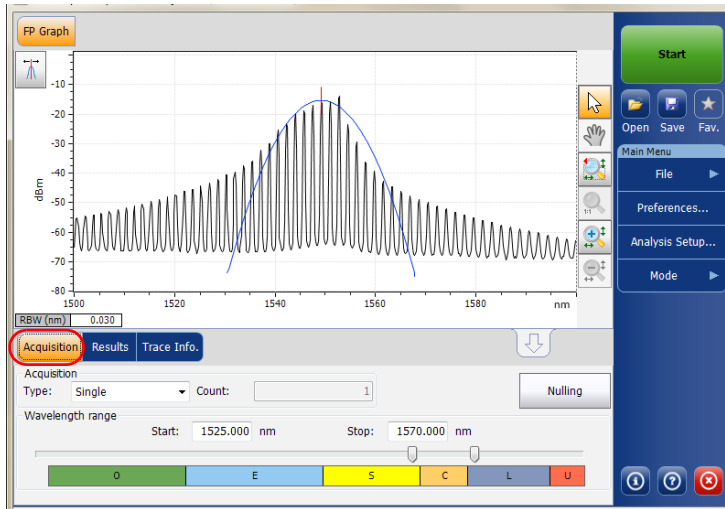 FP Graph
Start
Open Save Fav.
Main Menu
File
Preferences...
Analysis Setup...
Mode
-10
-20
-30
-40
-50
-60
-70
-80
dBm
1:1
1500 1520 1540 1560 1580 nm
RBW (nm) 0.030
Acquisition Results Trace Info.
Acquisition
Type: Single Count: 1 Nulling
Wavelength range
Start: 1525.000 nm Stop: 1570.000 nm
O E S C L U